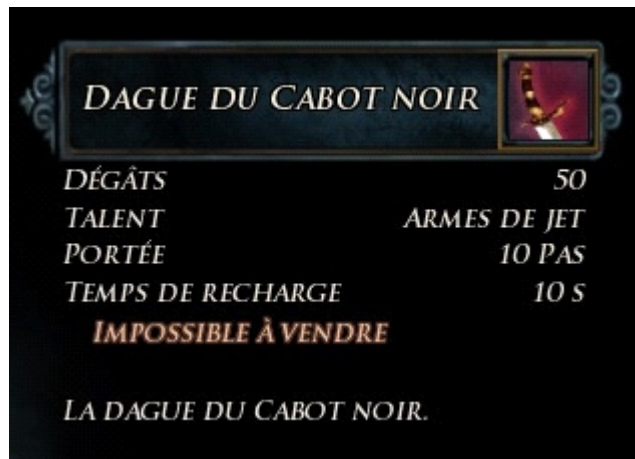 Dague du Cabot noir
Dégâts 50
Talent Armes de jet
Portée 10 Pas
Temps de recharge 10 s
Impossible à vendre
La dague du Cabot noir.